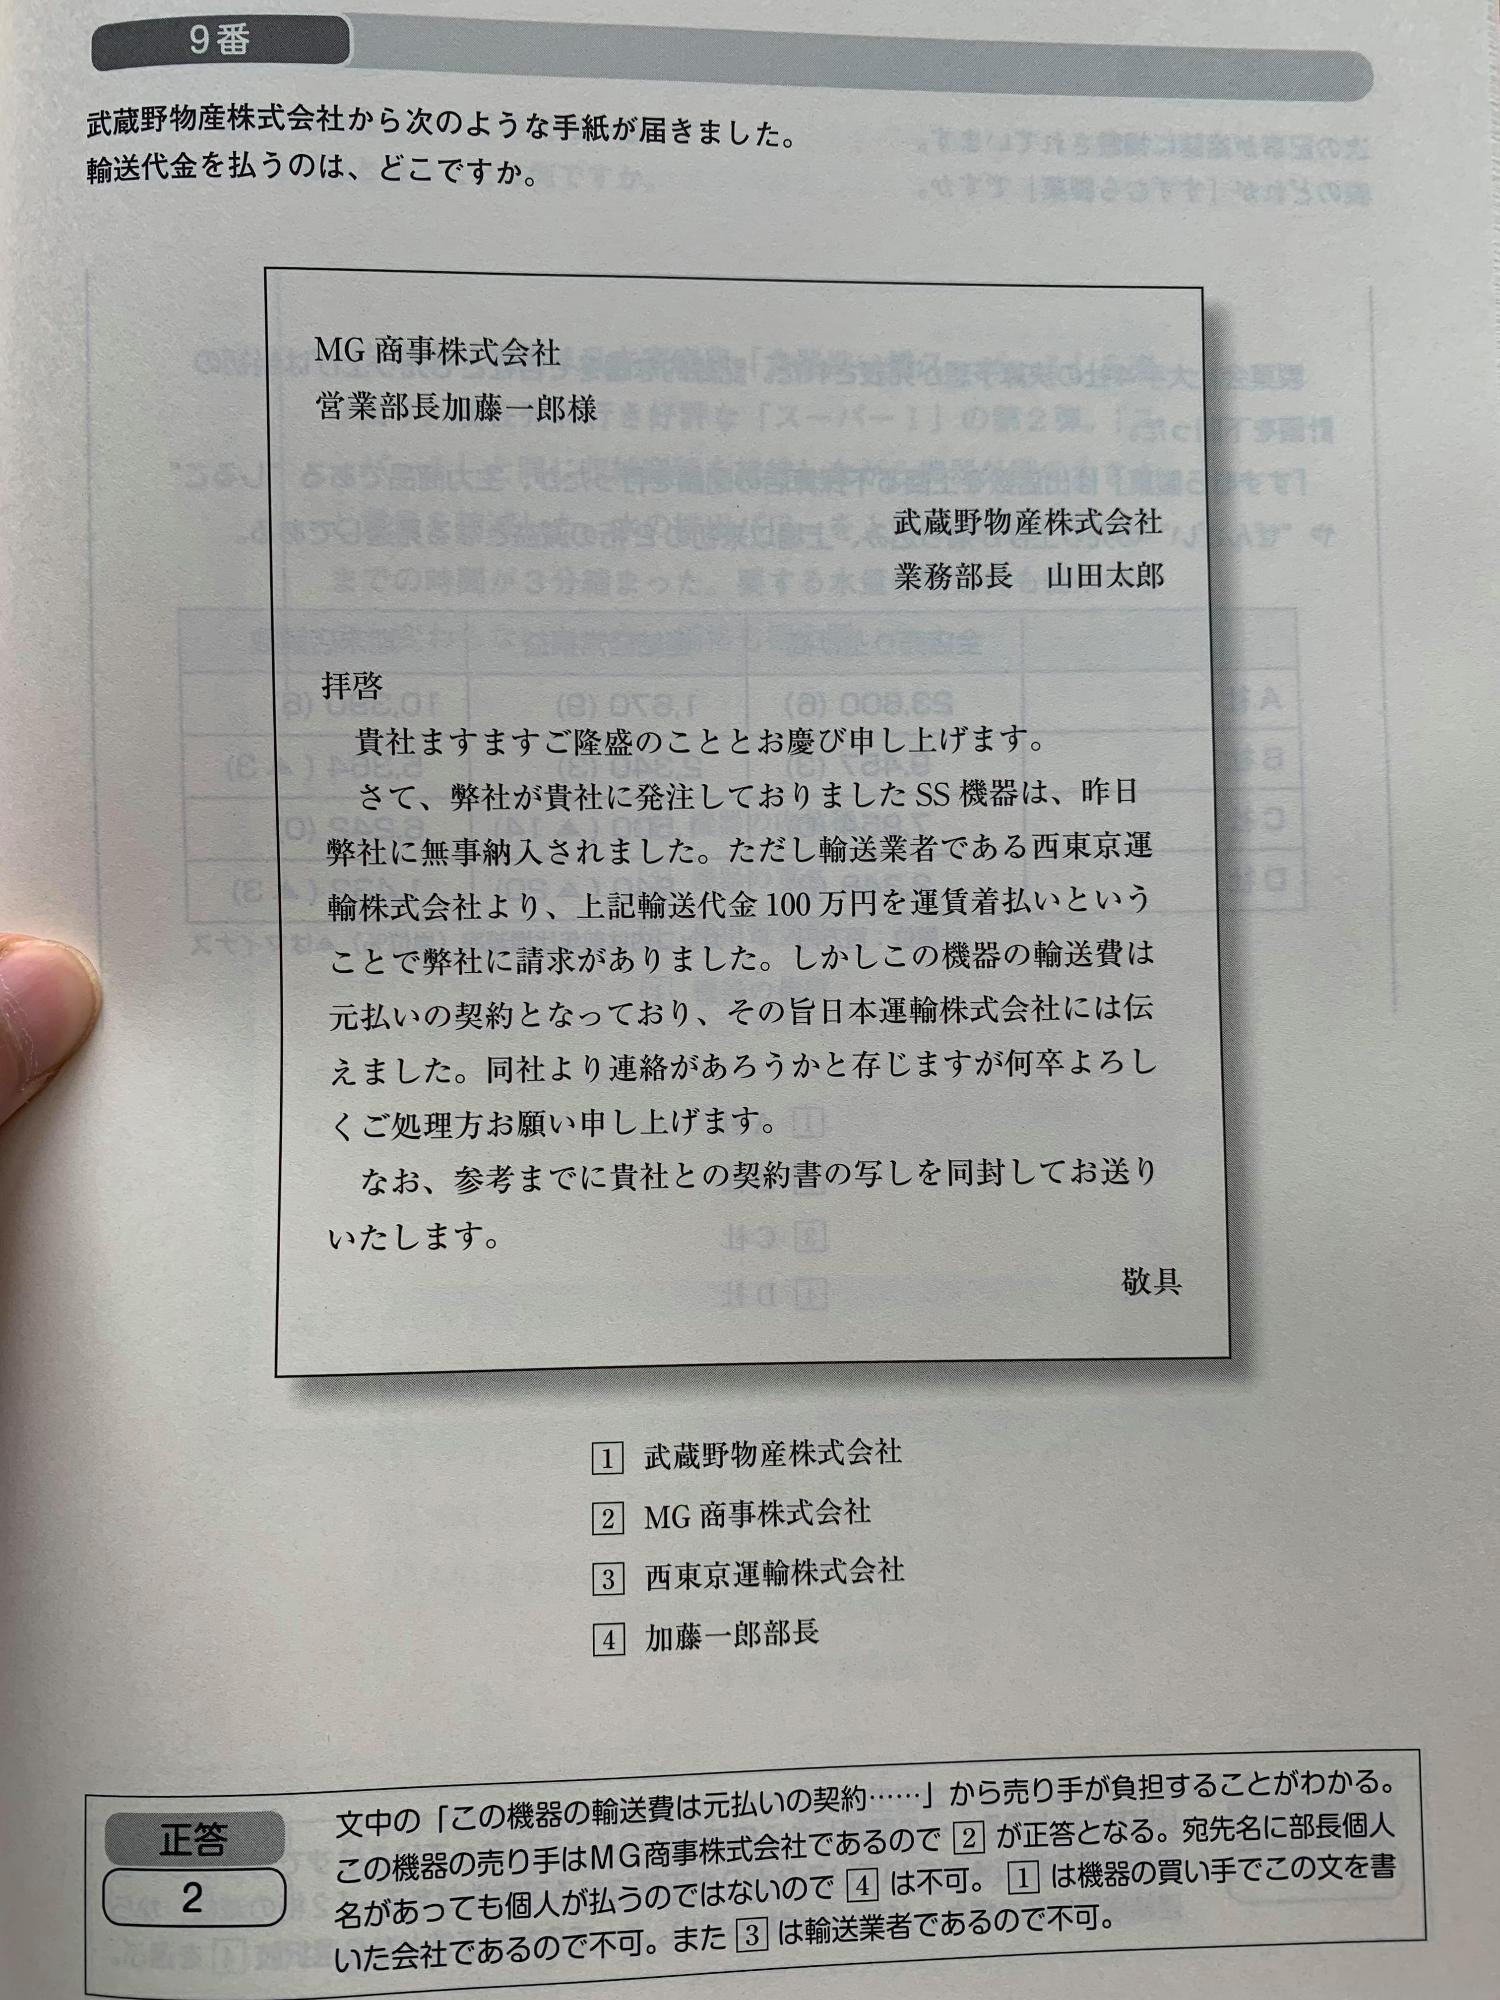 9番
武蔵野物産株式会社から次のような手紙が届きました。
輸送代金を払うのは、どこですか。
MG 商事株式会社
営業部長加藤一郎様
武蔵野物産株式会社
業務部長　山田太郎
拝啓
　貴社ますますご隆盛のこととお慶び申し上げます。
　さて、弊社が貴社に発注しておりました SS 機器は、昨日
弊社に無事納入されました。ただし輸送業者である西東京運
輸株式会社より、上記輸送代金 100 万円を運賃着払いという
ことで弊社に請求がありました。しかしこの機器の輸送費は
元払いの契約となっており、その旨日本運輸株式会社には伝
えました。同社より連絡があろうかと存じますが何卒よろし
くご処理方お願い申し上げます。
　なお、参考までに貴社との契約書の写しを同封してお送り
いたします。
敬具
1 武蔵野物産株式会社
2 MG 商事株式会社
3 西東京運輸株式会社
4 加藤一郎部長
正答
2
文中の「この機器の輸送費は元払いの契約……」から売り手が負担することがわかる。
この機器の売り手はMG商事株式会社であるので 2 が正答となる。宛先名に部長個人
名があっても個人が払うのではないので 4 は不可。 1 は機器の買い手でこの文を書
いた会社であるので不可。また 3 は輸送業者であるので不可。